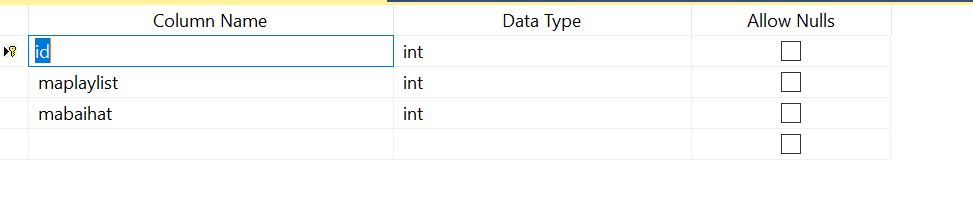 Column Name Data Type Allow Nulls
id int
maplaylist int
mabaihat int